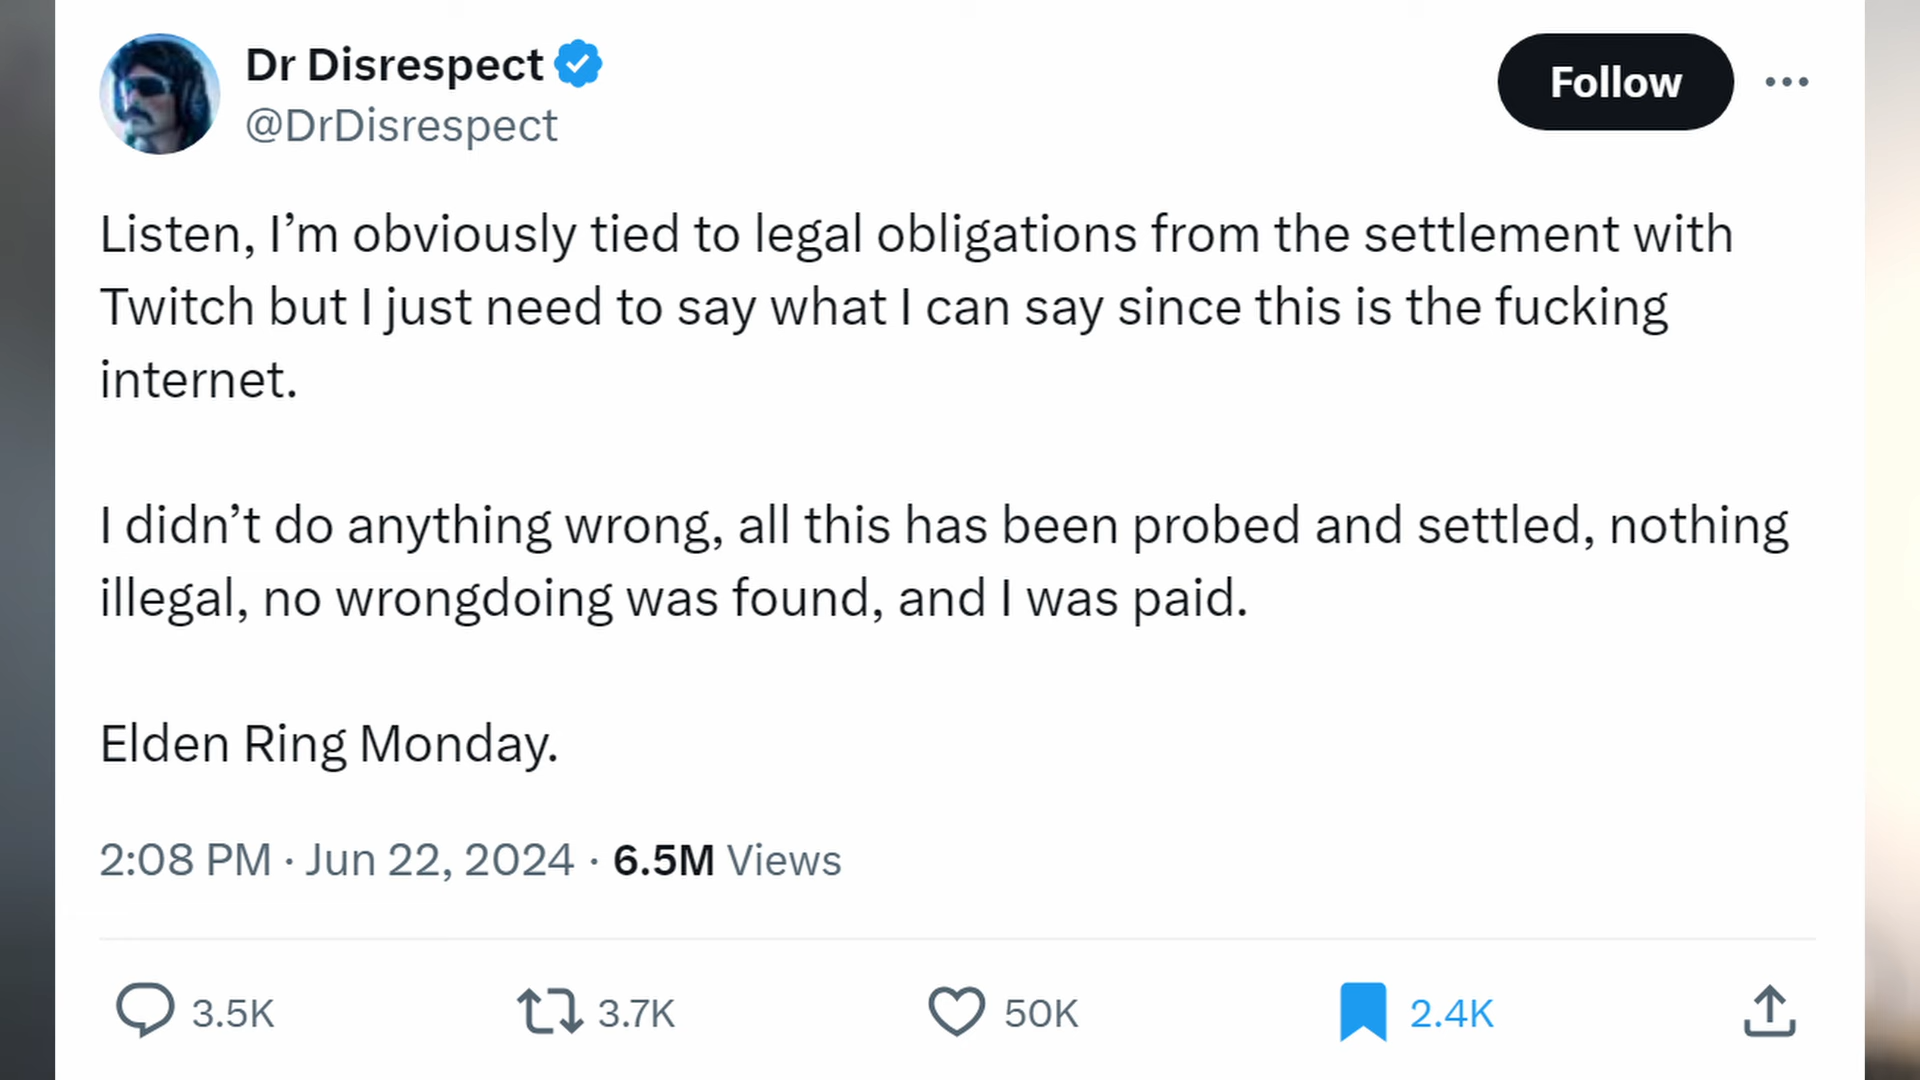 Dr Disrespect
@DrDisrespect
Follow
Listen, I’m obviously tied to legal obligations from the settlement with
Twitch but I just need to say what I can say since this is the fucking
internet.
I didn’t do anything wrong, all this has been probed and settled, nothing
illegal, no wrongdoing was found, and I was paid.
Elden Ring Monday.
2:08 PM · Jun 22, 2024 · 6.5M Views
3.5K 3.7K 50K 2.4K